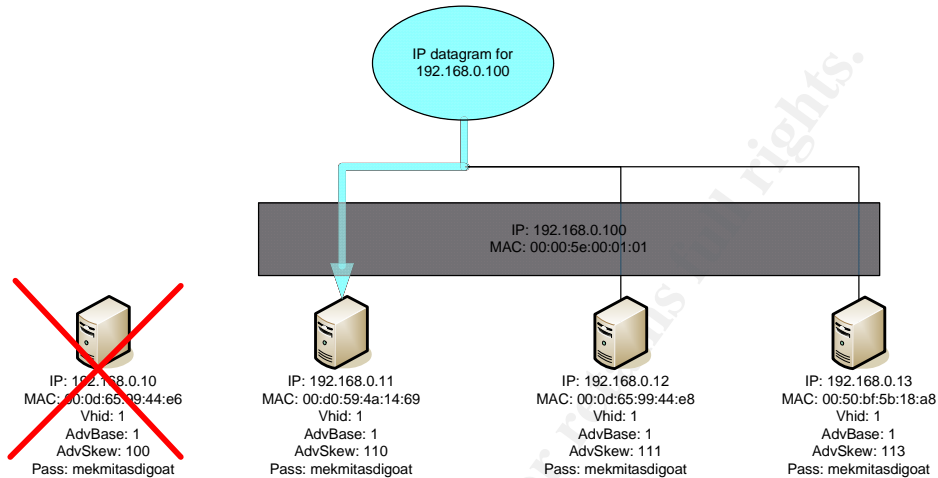 IP datagram for
192.168.0.100
IP: 192.168.0.100
MAC: 00:00:5e:00:01:01
IP: 192.168.0.10
MAC: 00:0d:65:99:44:e6
Vhid: 1
AdvBase: 1
AdvSkew: 100
Pass: mekmitasdigoat
IP: 192.168.0.11
MAC: 00:d0:59:4a:14:69
Vhid: 1
AdvBase: 1
AdvSkew: 110
Pass: mekmitasdigoat
IP: 192.168.0.12
MAC: 00:0d:65:99:44:e8
Vhid: 1
AdvBase: 1
AdvSkew: 111
Pass: mekmitasdigoat
IP: 192.168.0.13
MAC: 00:50:bf:5b:18:a8
Vhid: 1
AdvBase: 1
AdvSkew: 113
Pass: mekmitasdigoat
full rights.